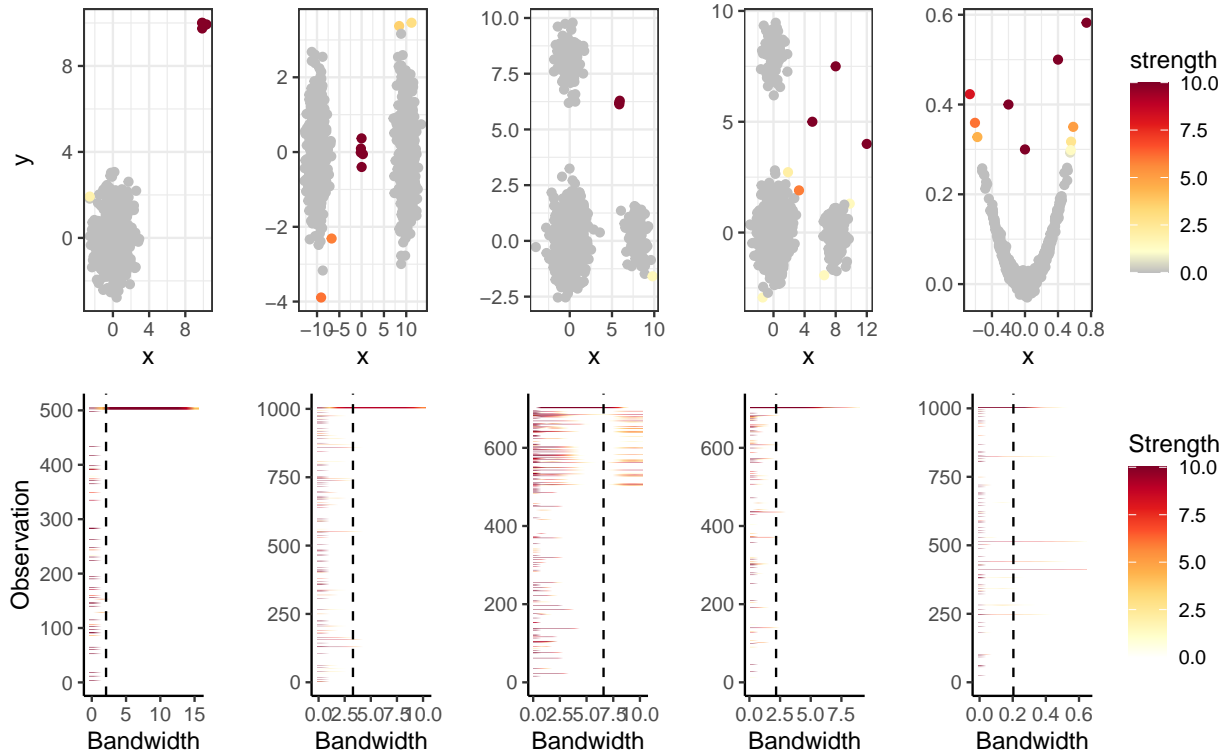 y
10
8
4
0
0 4 8
x
2
0
−2
−4
−10 −5 0 5 10
x
10.0
7.5
5.0
2.5
0.0
−2.5
0 5 10
x
10
5
0
0 4 8 12
x
0.6
0.4
0.2
0.0
−0.4 0.0 0.4 0.8
x
strength
10.0
7.5
5.0
2.5
0.0
Observation
500
400
300
200
100
0
0 5 10 15
Bandwidth
1000
750
500
250
0
0.0 2.5 5.0 7.5 10.0
Bandwidth
600
400
200
0
0.0 2.5 5.0 7.5 10.0
Bandwidth
600
400
200
0
0.0 2.5 5.0 7.5
Bandwidth
1000
750
500
250
0
0.0 0.2 0.4 0.6
Bandwidth
Strength
10.0
7.5
5.0
2.5
0.0